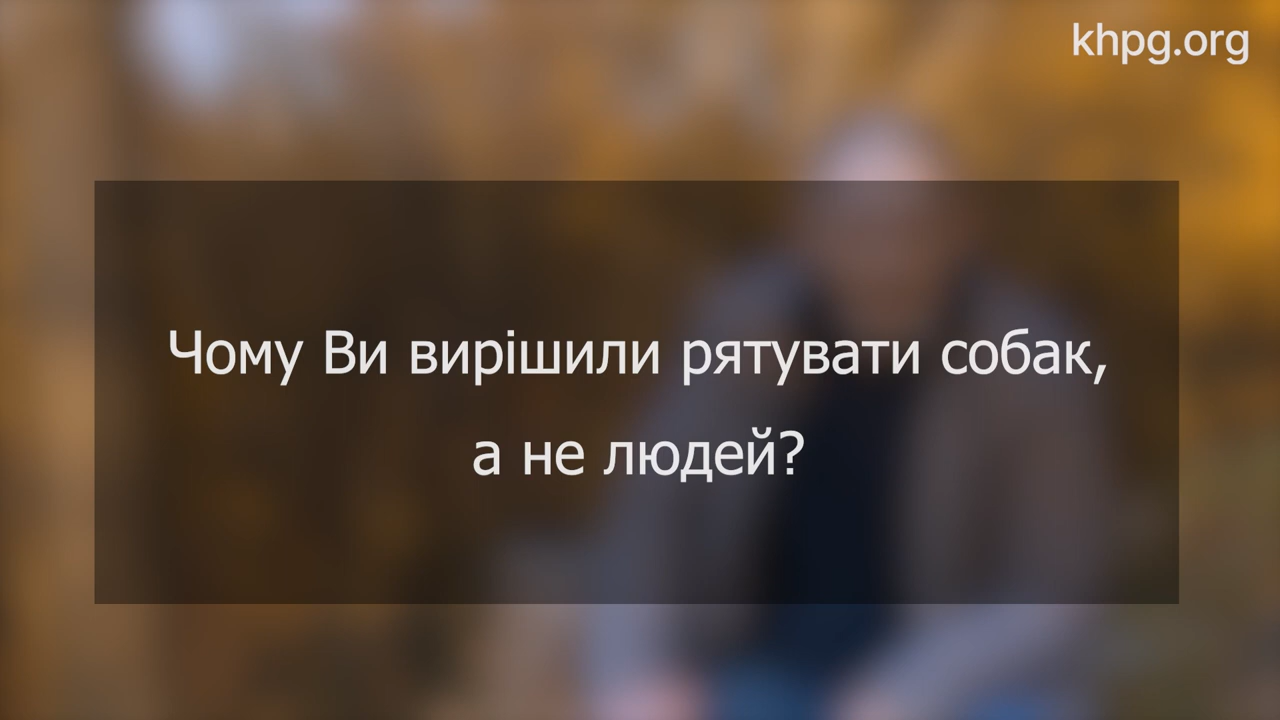 khpg.org
Чому Ви вирішили рятувати собак,
а не людей?